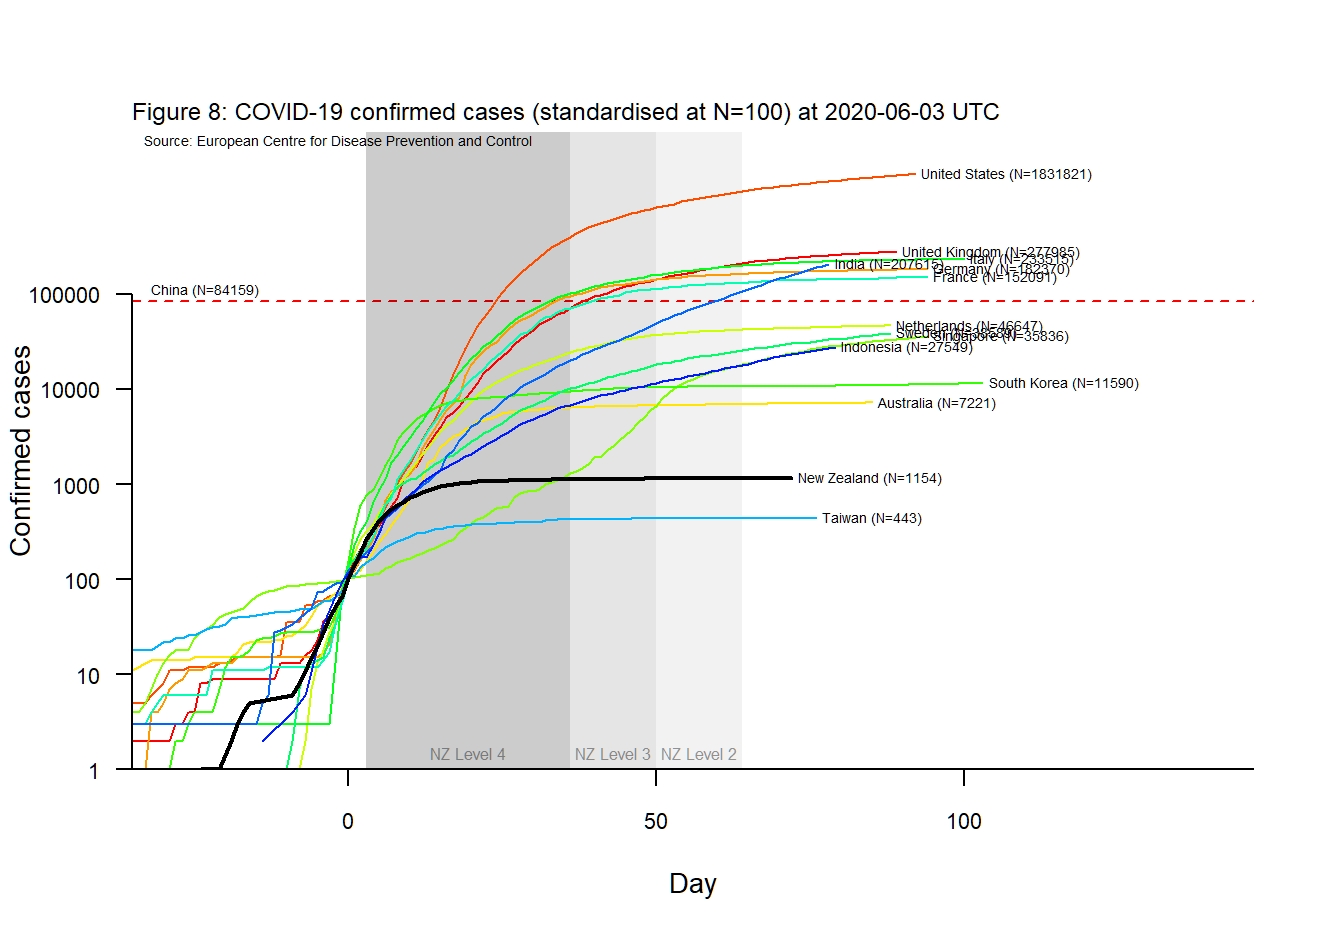 Figure 8: COVID-19 confirmed cases (standardised at N=100) at 2020-06-03 UTC
Source: European Centre for Disease Prevention and Control
United States (N=1831821)
United Kingdom (N=277985)
Italy (N=233515)
India (N=207615)
Germany (N=182370)
France (N=152091)
China (N=84159)
100000
Netherlands (N=46647)
Sweden
Singapore (N=35836)
Indonesia (N=27549)
10000
South Korea (N=11590)
Australia (N=7221)
1000
New Zealand (N=1154)
Taiwan (N=443)
100
10
1
Confirmed cases
NZ Level 4
NZ Level 3
NZ Level 2
0
50
100
Day